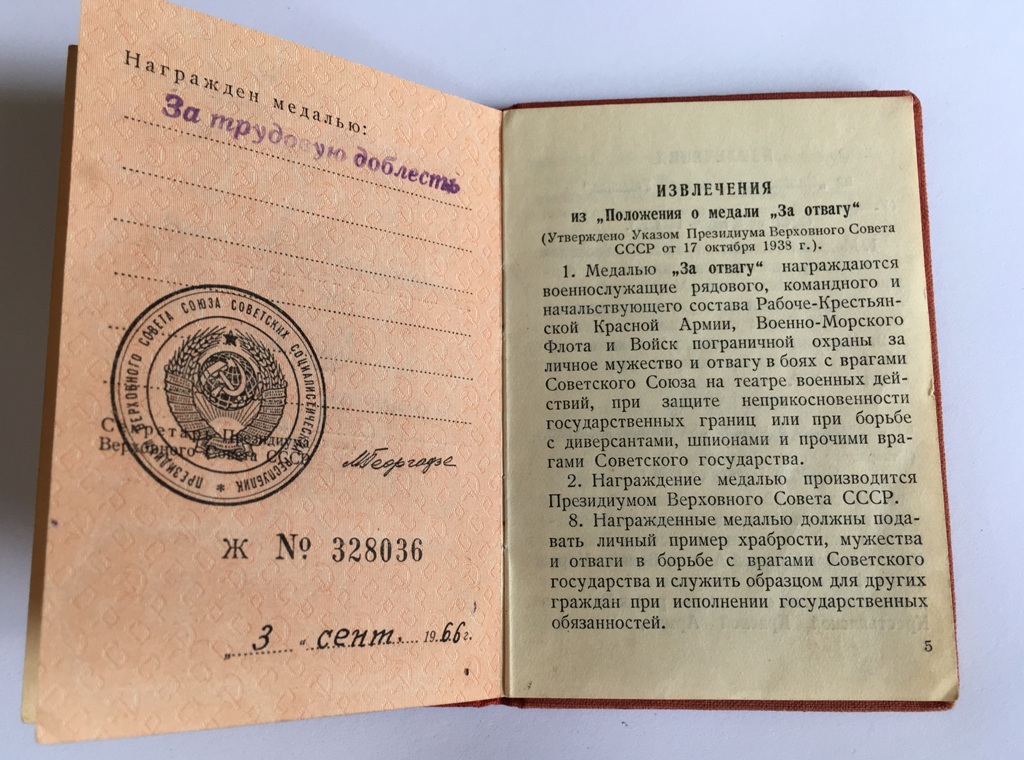 Награжден медалью:
За трудовую доблесть
ПРЕЗИДИУМ ВЕРХОВНОГО СОВЕТА СОЮЗА СОВЕТСКИХ СОЦИАЛИСТИЧЕСКИХ РЕСПУБЛИК *
Секретарь Президиума
Верховного Совета СССР
МГеоргадзе
Ж № 328036
„3“ сент. 1966 г.
ИЗВЛЕЧЕНИЯ
из „Положения о медали „За отвагу“
(Утверждено Указом Президиума Верховного Совета
СССР от 17 октября 1938 г.).
1. Медалью „За отвагу“ награждаются
военнослужащие рядового, командного и
начальствующего состава Рабоче-Крестьян-
ской Красной Армии, Военно-Морского
Флота и Войск пограничной охраны за
личное мужество и отвагу в боях с врагами
Советского Союза на театре военных дей-
ствий, при защите неприкосновенности
государственных границ или при борьбе
с диверсантами, шпионами и прочими вра-
гами Советского государства.
2. Награждение медалью производится
Президиумом Верховного Совета СССР.
8. Награжденные медалью должны пода-
вать личный пример храбрости, мужества
и отваги в борьбе с врагами Советского
государства и служить образцом для других
граждан при исполнении государственных
обязанностей.
5